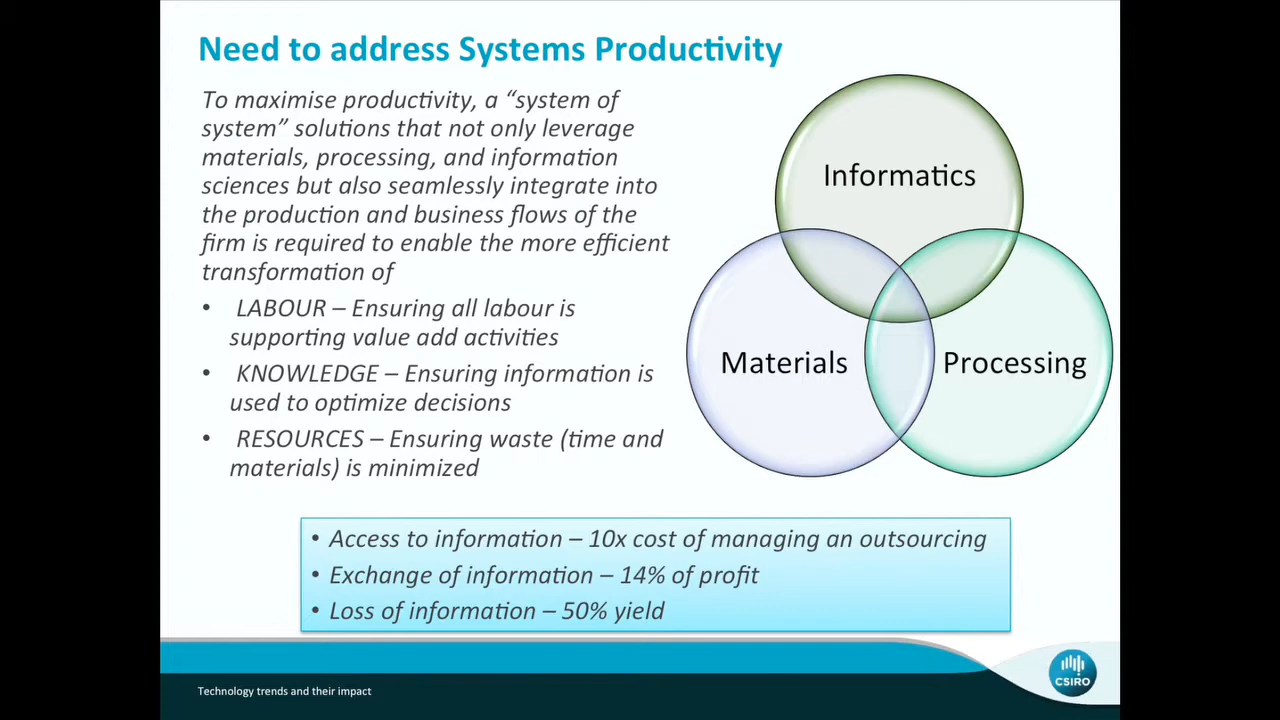 Need to address Systems Productivity
To maximise productivity, a “system of
system” solutions that not only leverage
materials, processing, and information
sciences but also seamlessly integrate into
the production and business flows of the
firm is required to enable the more efficient
transformation of
• LABOUR – Ensuring all labour is
supporting value add activities
• KNOWLEDGE – Ensuring information is
used to optimize decisions
• RESOURCES – Ensuring waste (time and
materials) is minimized
Informatics
Materials
Processing
• Access to information – 10x cost of managing an outsourcing
• Exchange of information – 14% of profit
• Loss of information – 50% yield
Technology trends and their impact
CSIRO